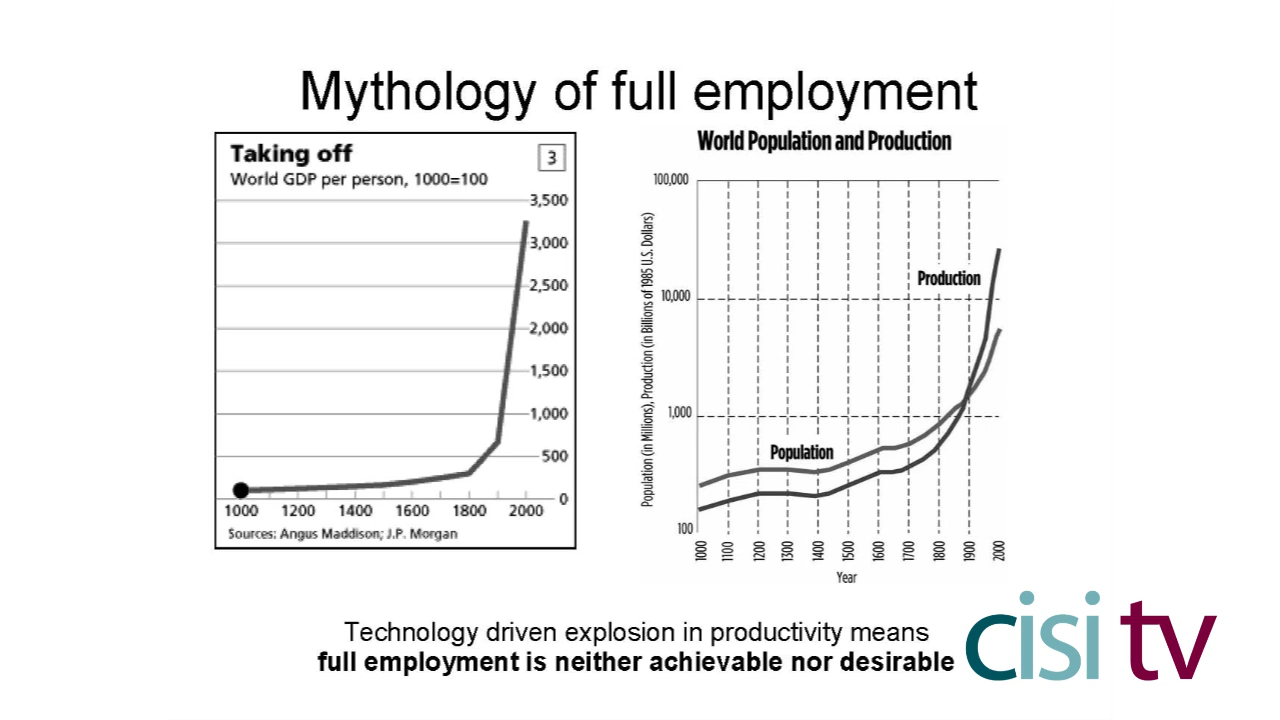 Mythology of full employment
Taking off
3
World GDP per person, 1000=100
3,500
3,000
2,500
2,000
1,500
1,000
500
0
1000 1200 1400 1600 1800 2000
Sources: Angus Maddison; J.P. Morgan
World Population and Production
Population (in Millions), Production (in Billions of 1985 U.S. Dollars)
100,000
10,000
1,000
100
Production
Population
1000 1100 1200 1300 1400 1500 1600 1700 1800 1900 2000
Year
Technology driven explosion in productivity means
full employment is neither achievable nor desirable
cisi tv